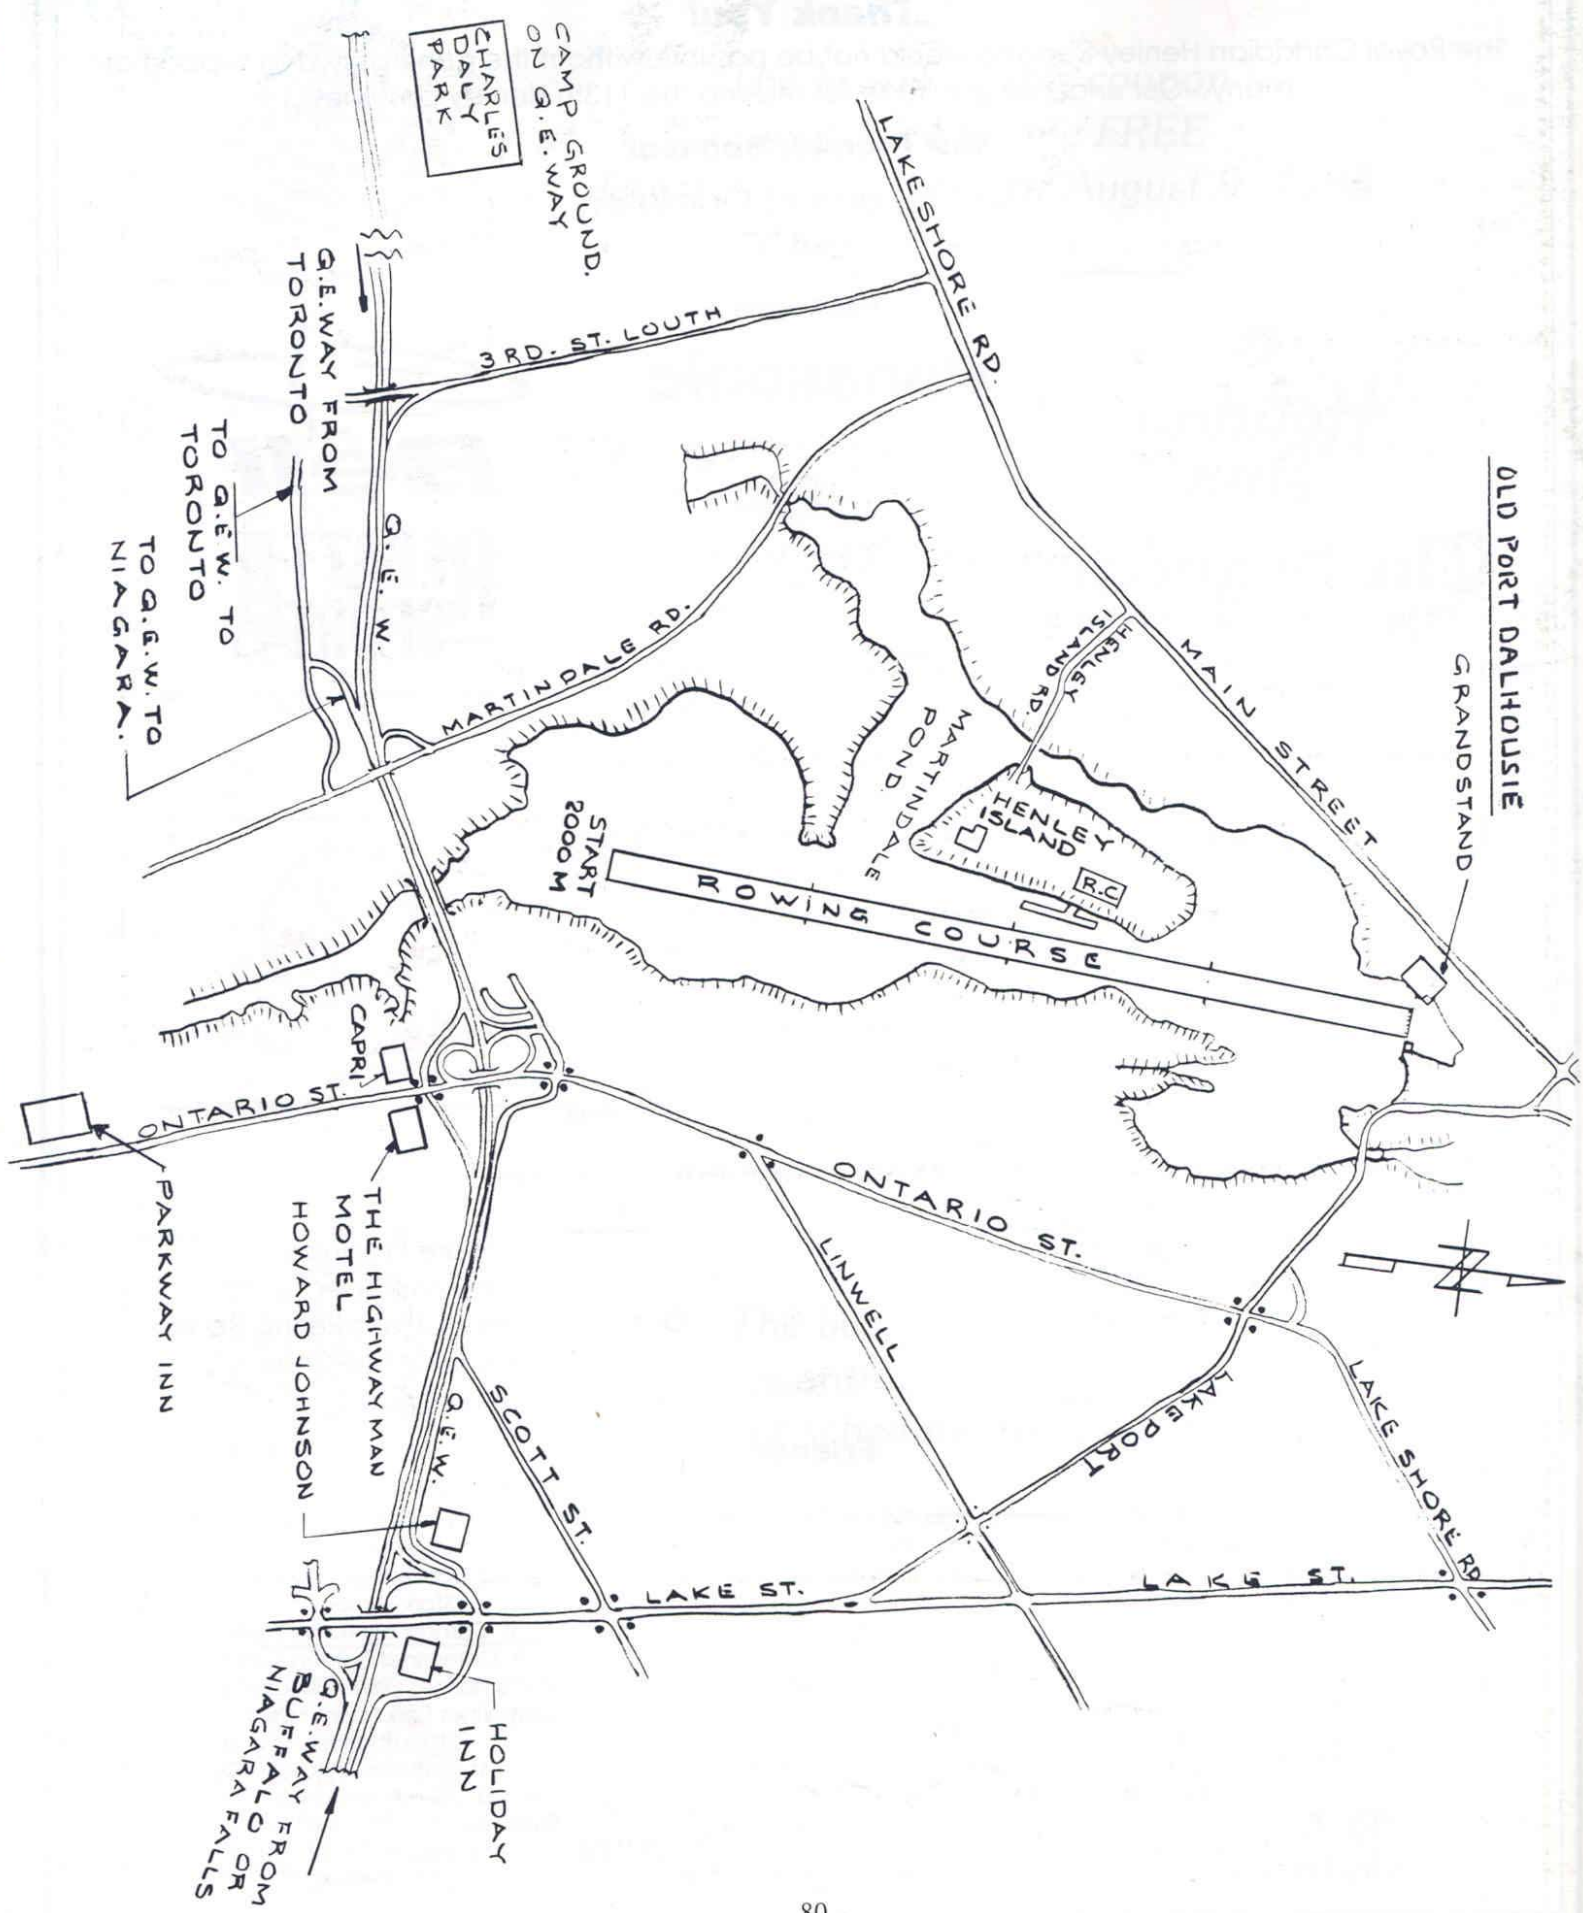 OLD PORT DALHOUSIE
GRANDSTAND
LAKESHORE RD.
MAIN STREET
HENLEY
ISLAND RD.
MARTINDALE
POND
HENLEY
ISLAND
R.C
ROWING COURSE
START
2000 M
CAMP GROUND.
ON Q.E.WAY
CHARLES
DALY
PARK
3 RD. ST. LOUTH
Q.E.WAY FROM
TORONTO
TO Q.E.W. TO
TORONTO
TO Q.E.W. TO
NIAGARA.
Q.E.W.
MARTINDALE RD.
CAPRI
ONTARIO ST.
PARKWAY INN
THE HIGHWAYMAN
MOTEL
HOWARD JOHNSON
ONTARIO ST.
LINWELL
LAKEPORT
LAKE SHORE RD
N
SCOTT ST.
Q.E.W.
LAKE ST.
LAKE ST.
HOLIDAY
INN
Q.E.WAY FROM
BUFFALO OR
NIAGARA FALLS
80